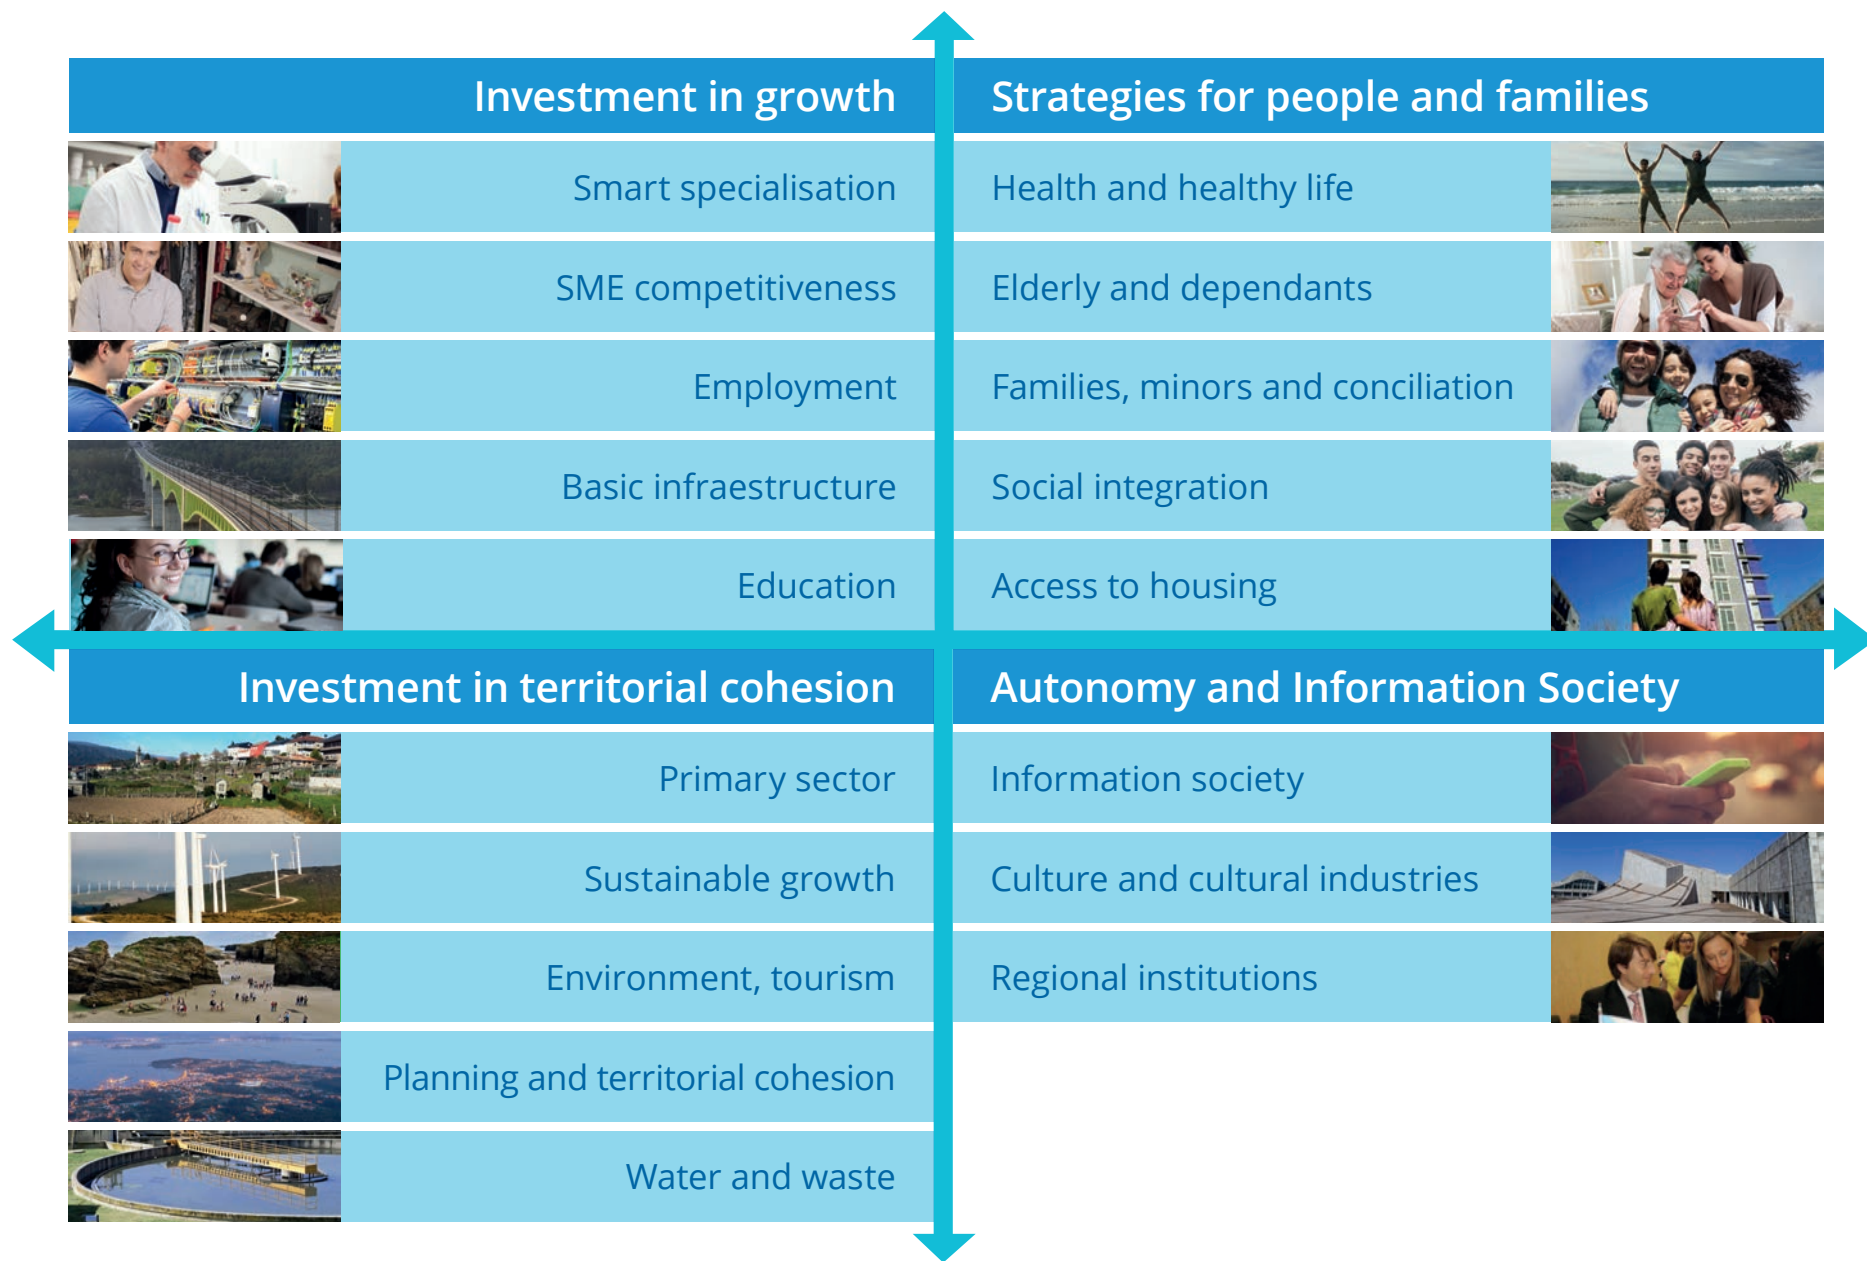 Investment in growth
Smart specialisation
SME competitiveness
Employment
Basic infraestructure
Education
Strategies for people and families
Health and healthy life
Elderly and dependants
Families, minors and conciliation
Social integration
Access to housing
Investment in territorial cohesion
Primary sector
Sustainable growth
Environment, tourism
Planning and territorial cohesion
Water and waste
Autonomy and Information Society
Information society
Culture and cultural industries
Regional institutions